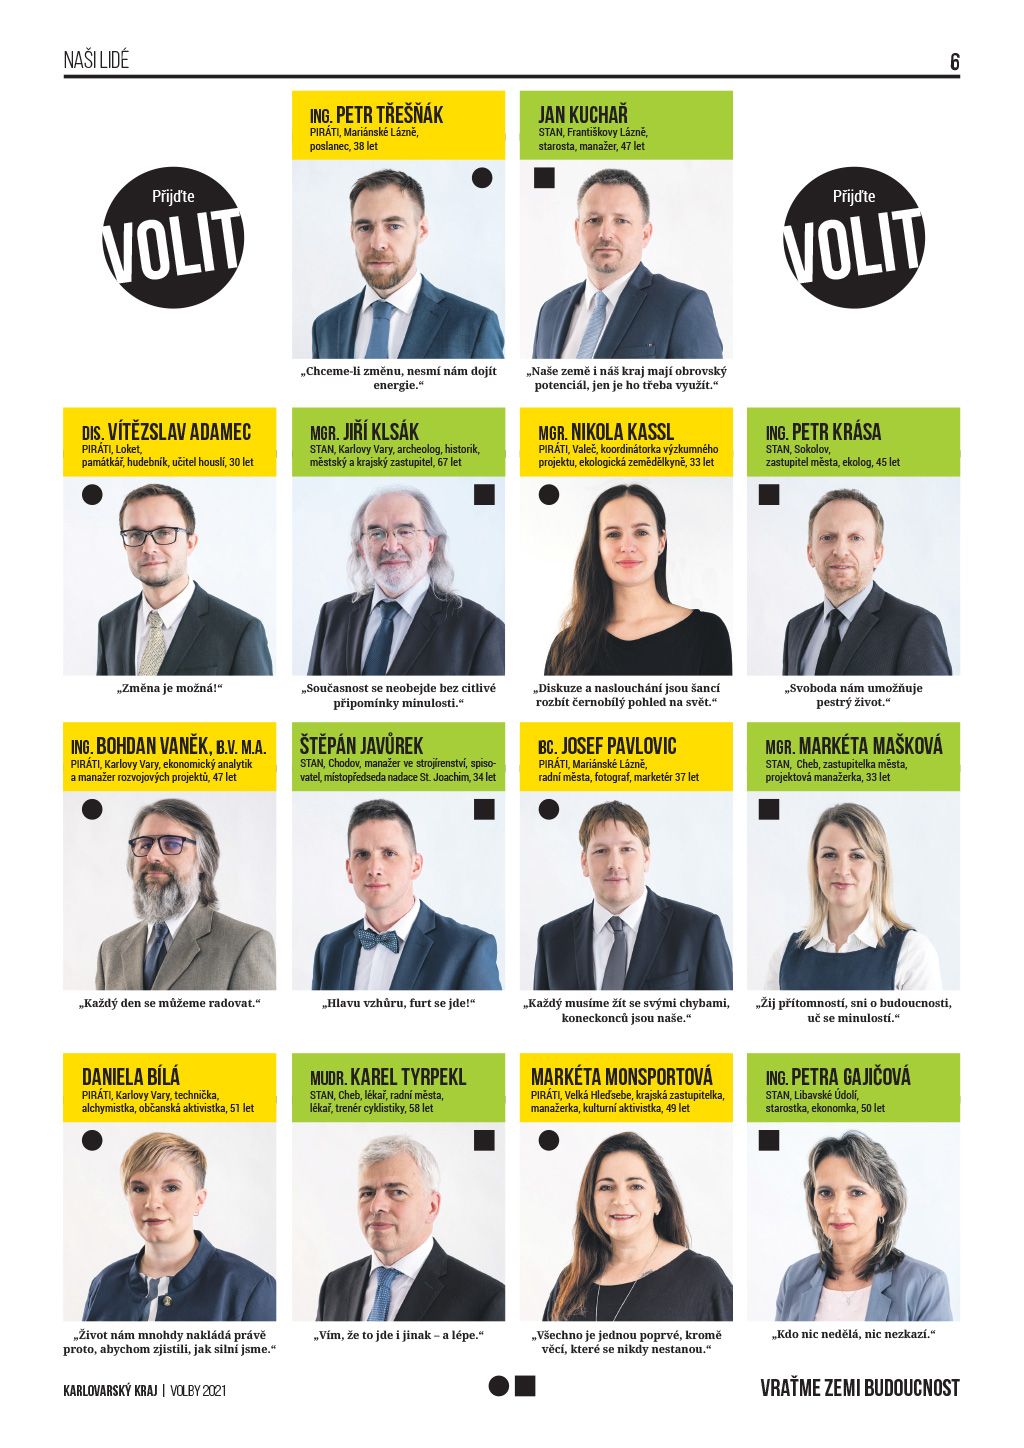 NAŠI LIDÉ
6
Přijďte
VOLIT
ING. PETR TŘEŠŇÁK
PIRÁTI, Mariánské Lázně,
poslanec, 38 let
„Chceme-li změnu, nesmí nám dojít
energie.“
JAN KUCHAŘ
STAN, Františkovy Lázně,
starosta, manažer, 47 let
„Naše země i náš kraj mají obrovský
potenciál, jen je ho třeba využít.“
Přijďte
VOLIT
DIS. VÍTĚZSLAV ADAMEC
PIRÁTI, Loket,
památkář, hudebník, učitel houslí, 30 let
„Změna je možná!“
MGR. JIŘÍ KLSÁK
STAN, Karlovy Vary, archeolog, historik,
městský a krajský zastupitel, 67 let
„Současnost se neobejde bez citlivé
připomínky minulosti.“
MGR. NIKOLA KASSL
PIRÁTI, Valeč, koordinátorka výzkumného
projektu, ekologická zemědělkyně, 33 let
„Diskuze a naslouchání jsou šancí
rozbít černobílý pohled na svět.“
ING. PETR KRÁSA
STAN, Sokolov,
zastupitel města, ekolog, 45 let
„Svoboda nám umožňuje
pestrý život.“
ING. BOHDAN VANĚK, B.V. M.A.
PIRÁTI, Karlovy Vary, ekonomický analytik
a manažer rozvojových projektů, 47 let
„Každý den se můžeme radovat.“
ŠTĚPÁN JAVŮREK
STAN, Chodov, manažer ve strojírenství, spiso-
vatel, místopředseda nadace St. Joachim, 34 let
„Hlavu vzhůru, furt se jde!“
BC. JOSEF PAVLOVIC
PIRÁTI, Mariánské Lázně,
radní města, fotograf, marketér 37 let
„Každý musíme žít se svými chybami,
koneckonců jsou naše.“
MGR. MARKÉTA MAŠKOVÁ
STAN, Cheb, zastupitelka města,
projektová manažerka, 33 let
„Žij přítomností, sni o budoucnosti,
uč se minulostí.“
DANIELA BÍLÁ
PIRÁTI, Karlovy Vary, technička,
alchymistka, občanská aktivistka, 51 let
„Život nám mnohdy nakládá právě
proto, abychom zjistili, jak silní jsme.“
MUDR. KAREL TYRPEKL
STAN, Cheb, lékař, radní města,
lékař, trenér cyklistiky, 58 let
„Vím, že to jde i jinak – a lépe.“
MARKÉTA MONSPORTOVÁ
PIRÁTI, Velká Hleďsebe, krajská zastupitelka,
manažerka, kulturní aktivistka, 49 let
„Všechno je jednou poprvé, kromě
věcí, které se nikdy nestanou.“
ING. PETRA GAJIČOVÁ
STAN, Libavské Údolí,
starostka, ekonomka, 50 let
„Kdo nic nedělá, nic nezkazí.“
KARLOVARSKÝ KRAJ | VOLBY 2021
VRAŤME ZEMI BUDOUCNOST